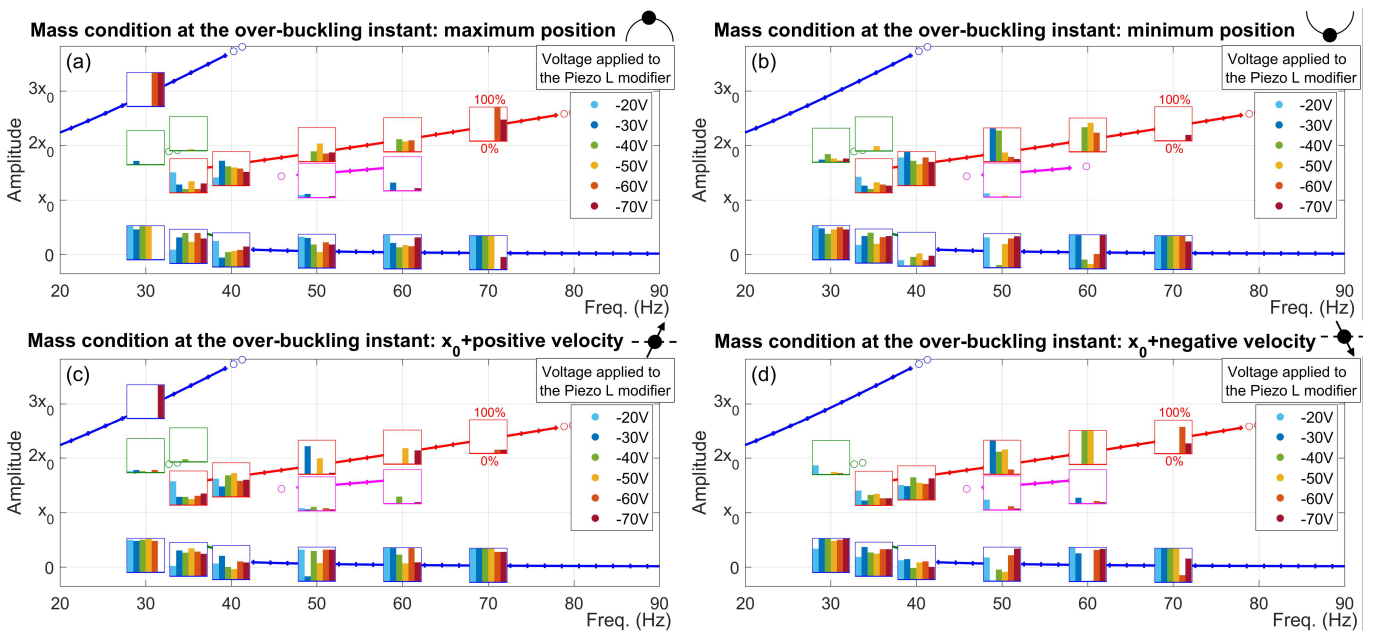 Mass condition at the over-buckling instant: maximum position
(a)
Voltage applied to
the Piezo L modifier
-20V
-30V
-40V
-50V
-60V
-70V
100%
0%
Amplitude
3x0
2x0
x0
0
20 30 40 50 60 70 80 90
Freq. (Hz)
Mass condition at the over-buckling instant: minimum position
(b)
Voltage applied to
the Piezo L modifier
-20V
-30V
-40V
-50V
-60V
-70V
100%
0%
Amplitude
3x0
2x0
x0
0
20 30 40 50 60 70 80 90
Freq. (Hz)
Mass condition at the over-buckling instant: x0+positive velocity
(c)
Voltage applied to
the Piezo L modifier
-20V
-30V
-40V
-50V
-60V
-70V
100%
0%
Amplitude
3x0
2x0
x0
0
20 30 40 50 60 70 80 90
Freq. (Hz)
Mass condition at the over-buckling instant: x0+negative velocity
(d)
Voltage applied to
the Piezo L modifier
-20V
-30V
-40V
-50V
-60V
-70V
100%
0%
Amplitude
3x0
2x0
x0
0
20 30 40 50 60 70 80 90
Freq. (Hz)